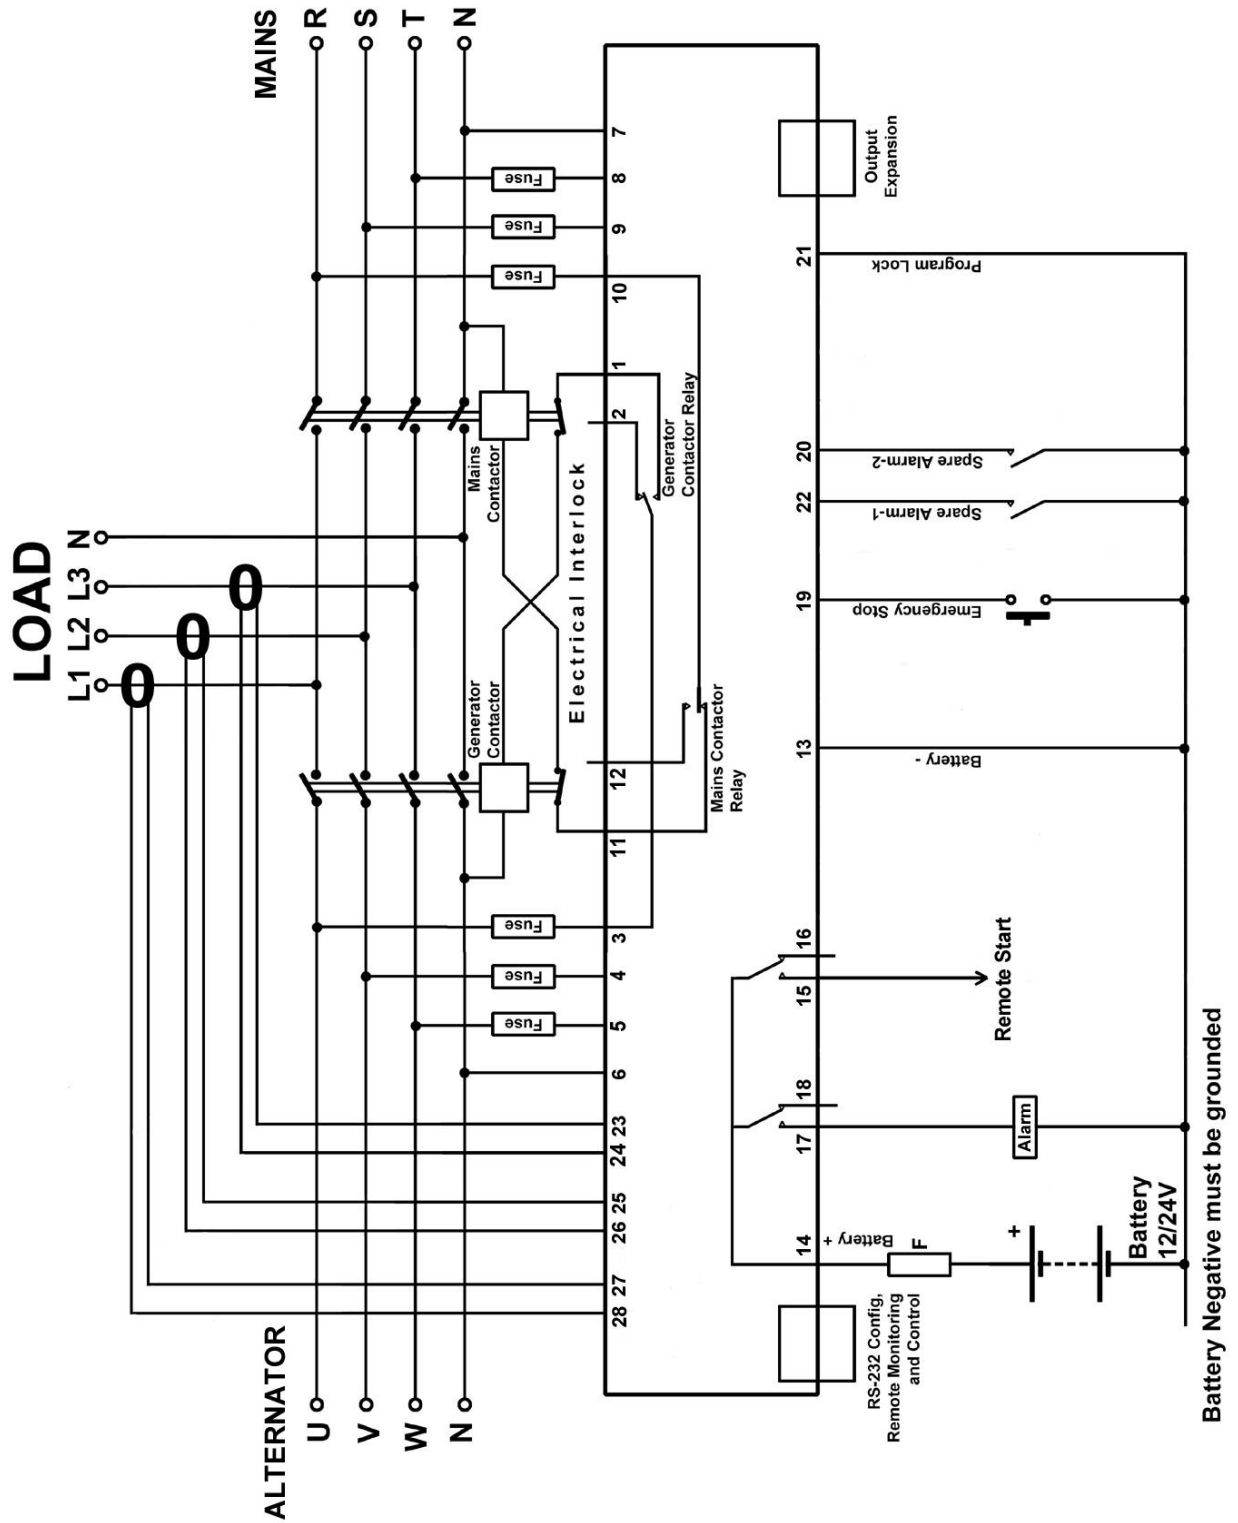 LOAD
L1
L2
L3
N
MAINS
R
S
T
N
ALTERNATOR
U
V
W
N
Generator
Contactor
Mains
Contactor
Electrical Interlock
Fuse
Fuse
Fuse
Fuse
Fuse
Fuse
28
27
26
25
24
23
6
5
4
3
11
12
2
1
10
9
8
7
Mains Contactor
Relay
Generator
Contactor Relay
14
17
18
15
16
13
19
22
20
21
RS-232 Config,
Remote Monitoring
and Control
Battery +
F
+
Battery
12/24V
Alarm
Remote Start
Battery -
Emergency Stop
Spare Alarm-1
Spare Alarm-2
Program Lock
Output
Expansion
Battery Negative must be grounded